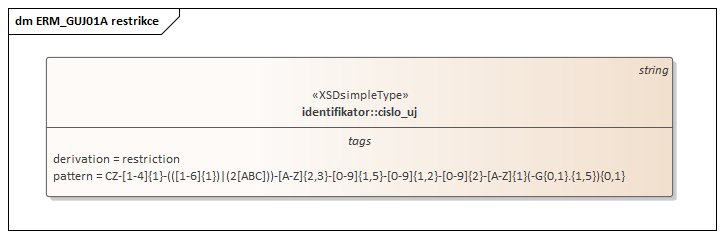 dm ERM_GUJ01A restrikce
string
«XSDsimpleType»
identifikator::cislo_uj
tags
derivation = restriction
pattern = CZ-[1-4]{1}-(([1-6]{1})|(2[ABC]))-[A-Z]{2,3}-[0-9]{1,5}-[0-9]{1,2}-[0-9]{2}-[A-Z]{1}(-G{0,1}.{1,5}){0,1}